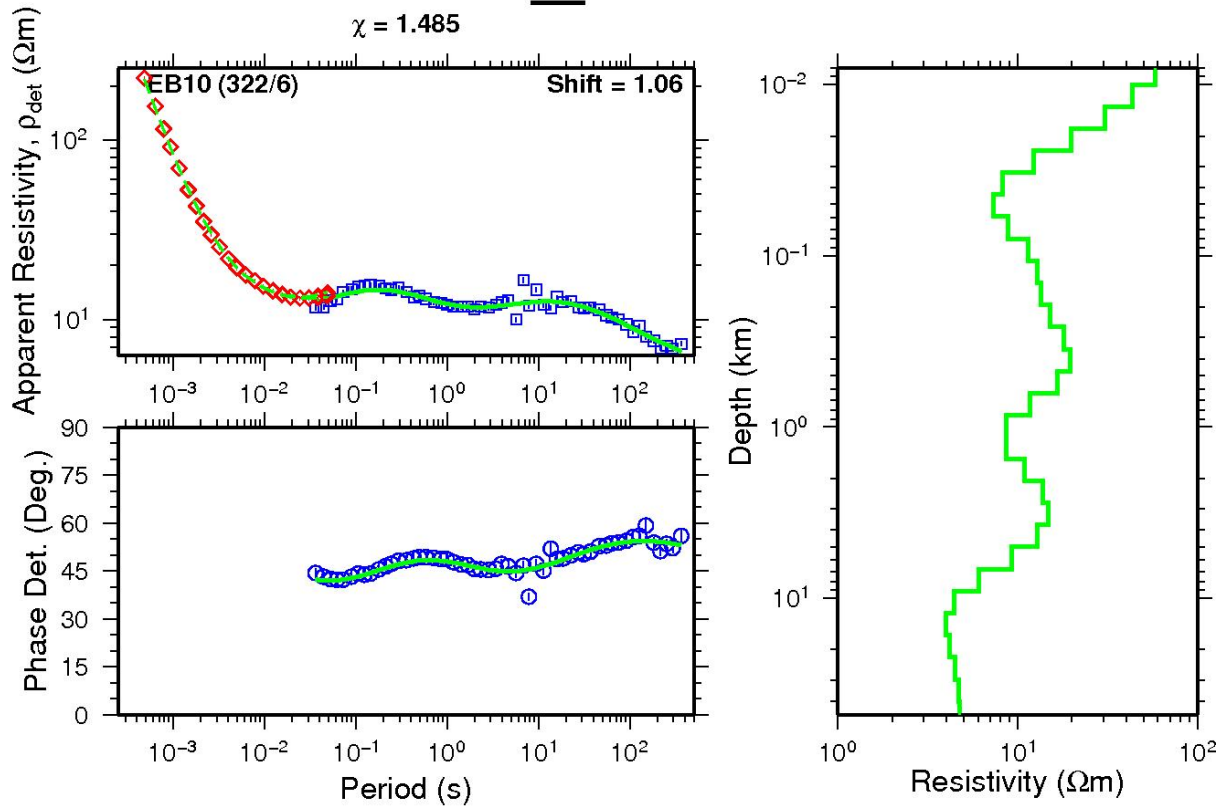 χ = 1.485
Apparent Resistivity, ρdet (Ωm)
EB10 (322/6)
Shift = 1.06
10²
10¹
10⁻³ 10⁻² 10⁻¹ 10⁰ 10¹ 10²
Phase Det. (Deg.)
90
75
60
45
30
15
0
10⁻³ 10⁻² 10⁻¹ 10⁰ 10¹ 10²
Period (s)
Depth (km)
10⁻²
10⁻¹
10⁰
10¹
10⁰ 10¹ 10²
Resistivity (Ωm)